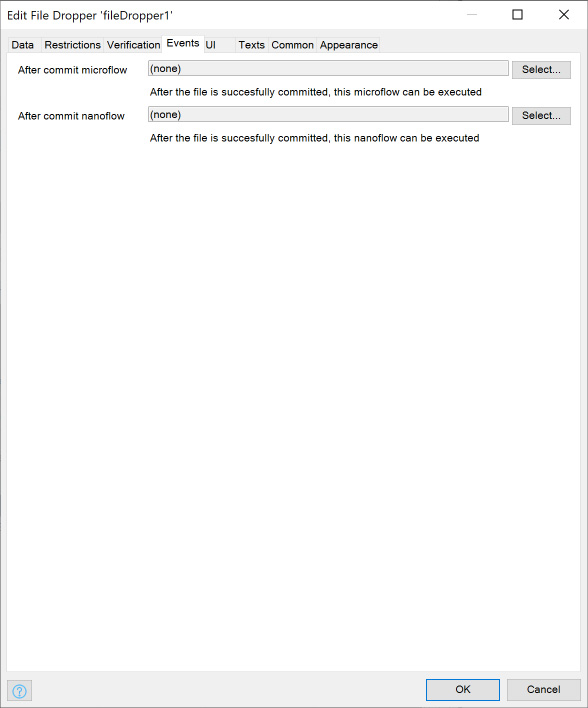 Edit File Dropper 'fileDropper1'
Data Restrictions Verification Events UI Texts Common Appearance
After commit microflow (none) Select...
After the file is succesfully committed, this microflow can be executed
After commit nanoflow (none) Select...
After the file is succesfully committed, this nanoflow can be executed
? OK Cancel